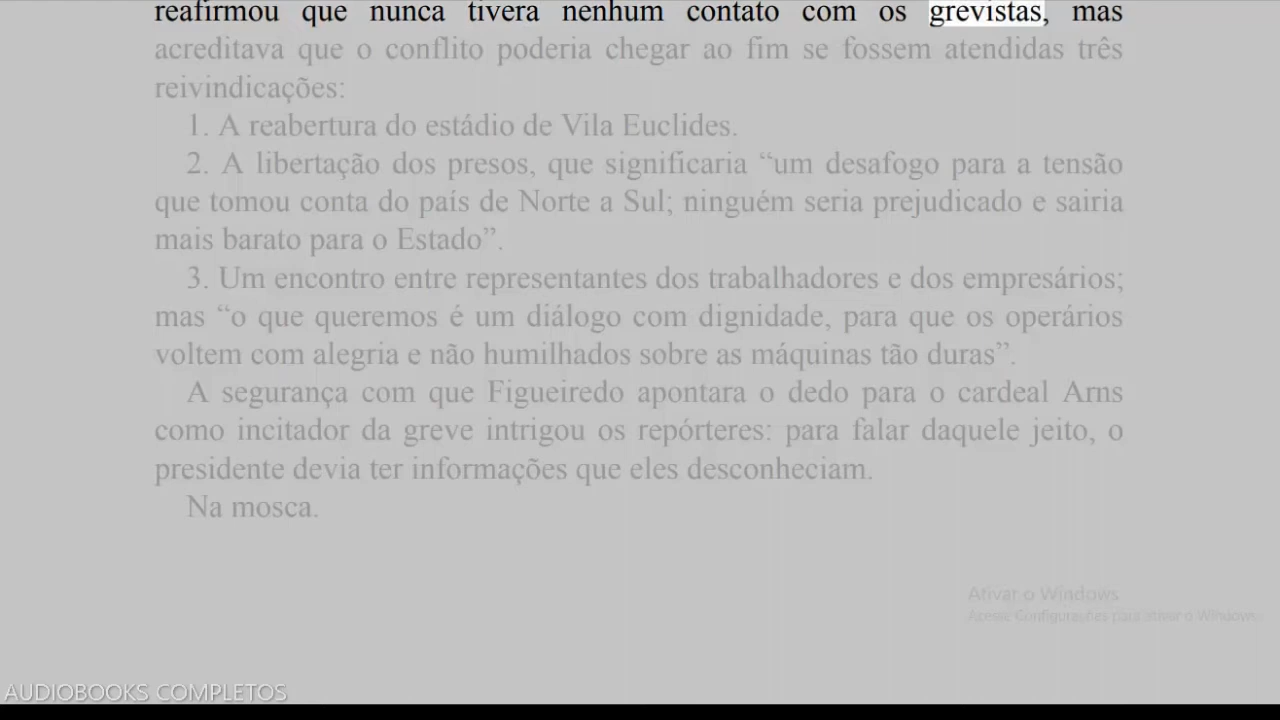 reafirmou que nunca tivera nenhum contato com os grevistas, mas
acreditava que o conflito poderia chegar ao fim se fossem atendidas três
reivindicações:
1. A reabertura do estádio de Vila Euclides.
2. A libertação dos presos, que significaria “um desafogo para a tensão
que tomou conta do país de Norte a Sul; ninguém seria prejudicado e sairia
mais barato para o Estado”.
3. Um encontro entre representantes dos trabalhadores e dos empresários;
mas “o que queremos é um diálogo com dignidade, para que os operários
voltem com alegria e não humilhados sobre as máquinas tão duras”.
A segurança com que Figueiredo apontara o dedo para o cardeal Arns
como incitador da greve intrigou os repórteres: para falar daquele jeito, o
presidente devia ter informações que eles desconheciam.
Na mosca.
Ativar o Windows
Acesse Configurações para ativar o Windows.
AUDIOBOOKS COMPLETOS